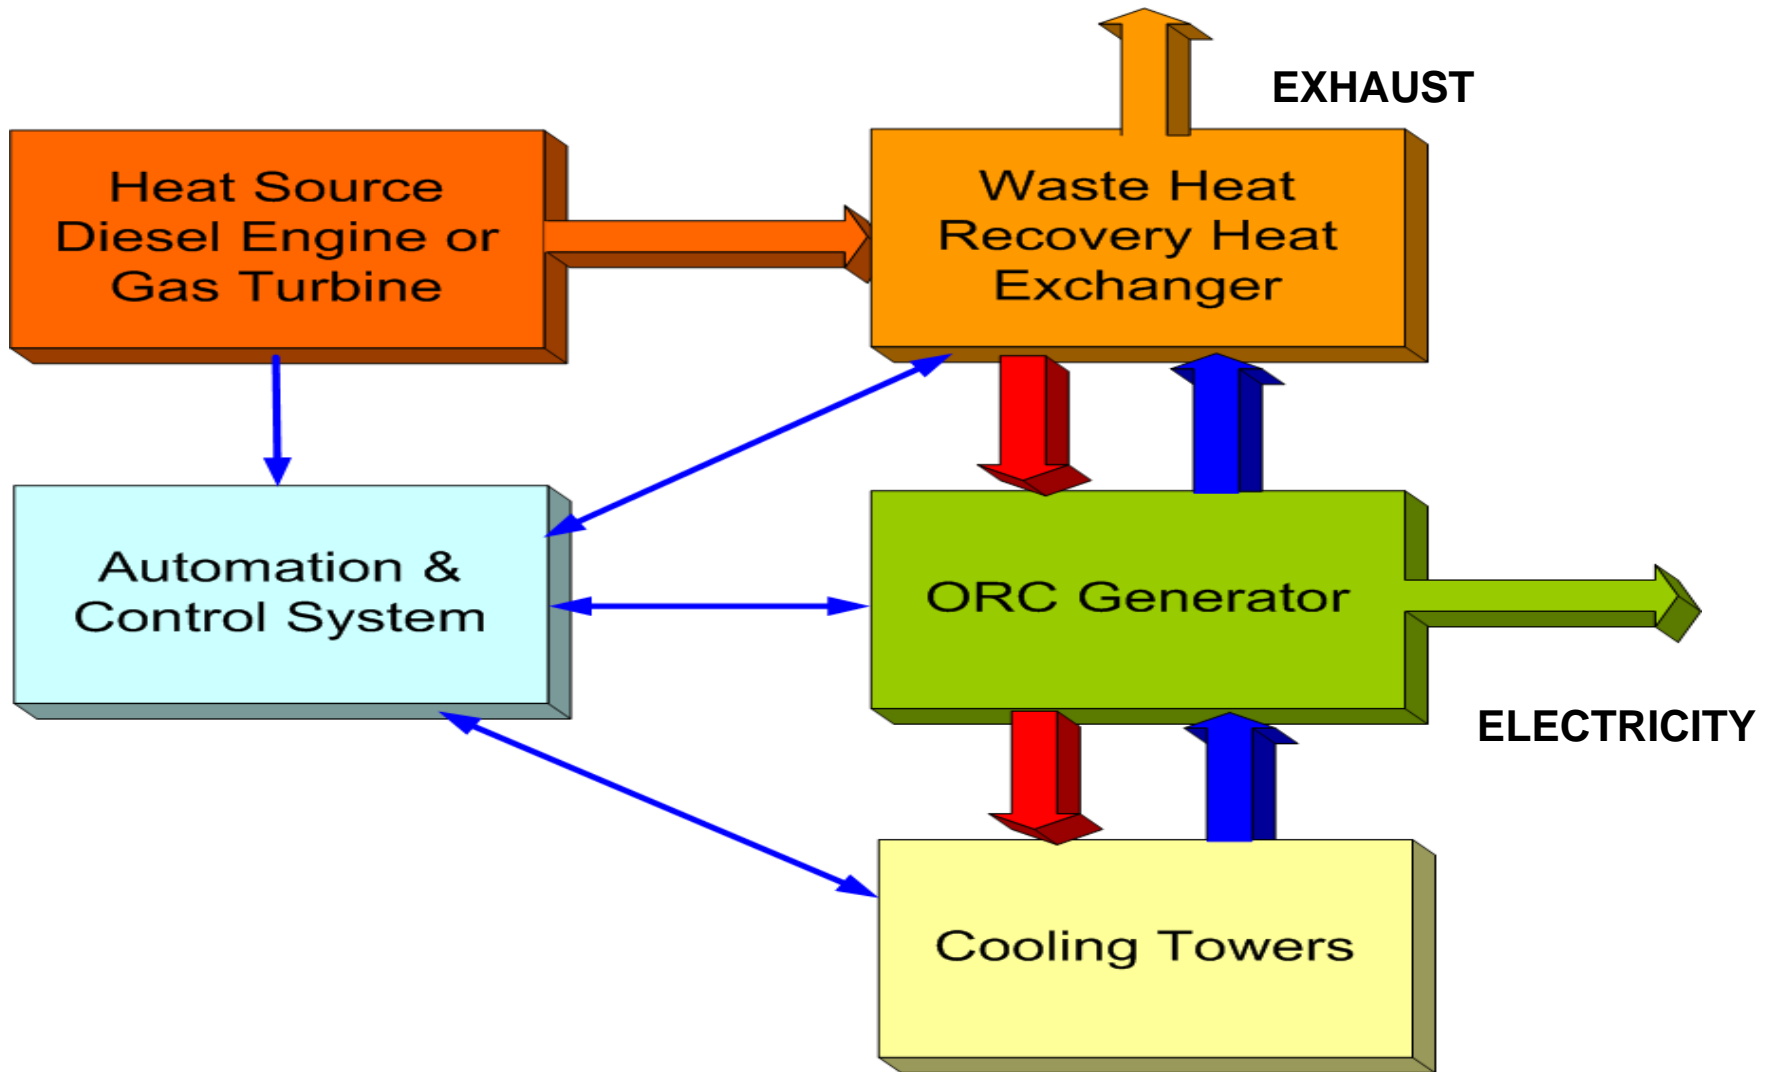 EXHAUST
Heat Source
Diesel Engine or
Gas Turbine
Waste Heat
Recovery Heat
Exchanger
Automation &
Control System
ORC Generator
ELECTRICITY
Cooling Towers